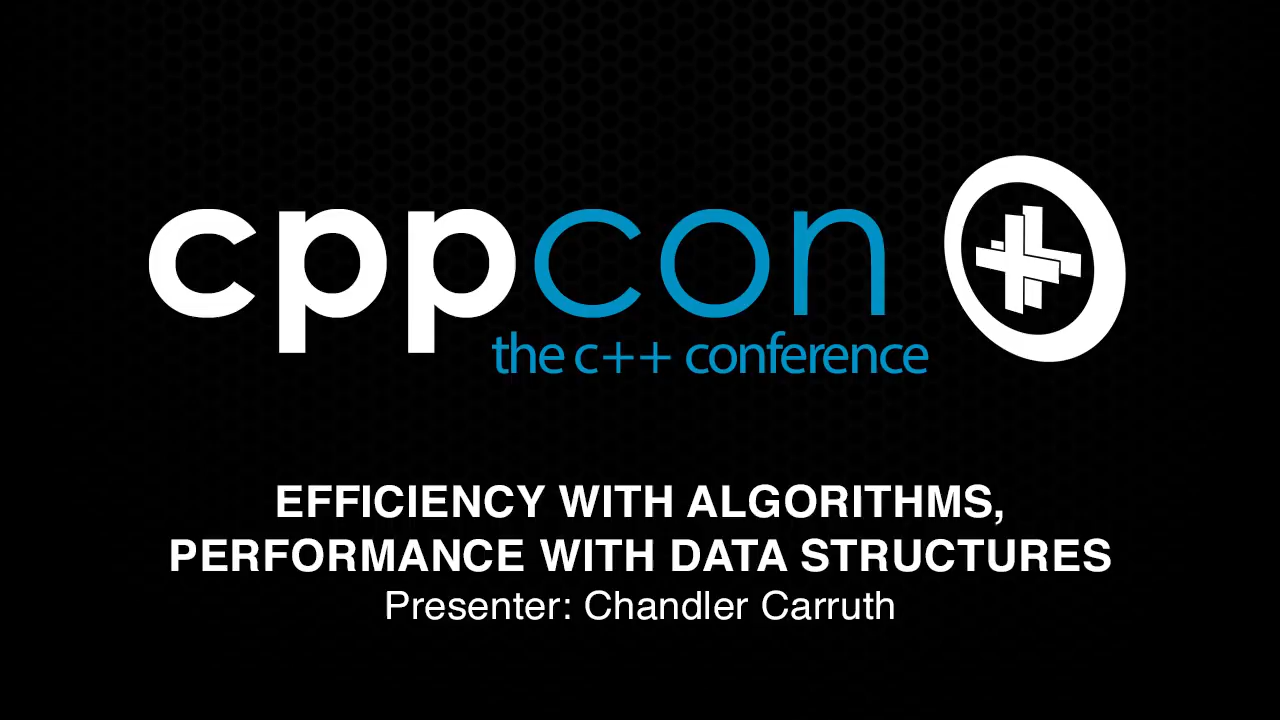 cppcon
the c++ conference
EFFICIENCY WITH ALGORITHMS,
PERFORMANCE WITH DATA STRUCTURES
Presenter: Chandler Carruth